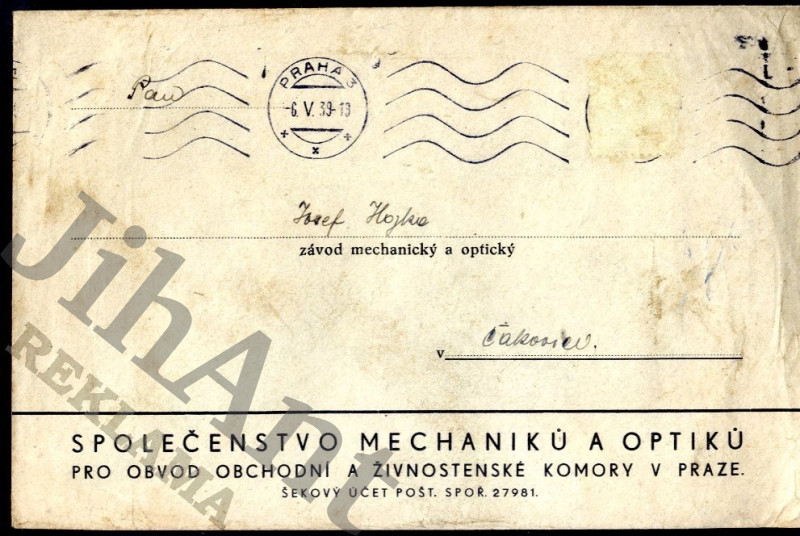 PRAHA 3
-6. V. 39-13
Pan
Josef Hojka
závod mechanický a optický
v Čakovice.
SPOLEČENSTVO MECHANIKŮ A OPTIKŮ
PRO OBVOD OBCHODNÍ A ŽIVNOSTENSKÉ KOMORY V PRAZE.
ŠEKOVÝ ÚČET POŠT. SPOŘ. 27981.
JihAnt
REKLAMA